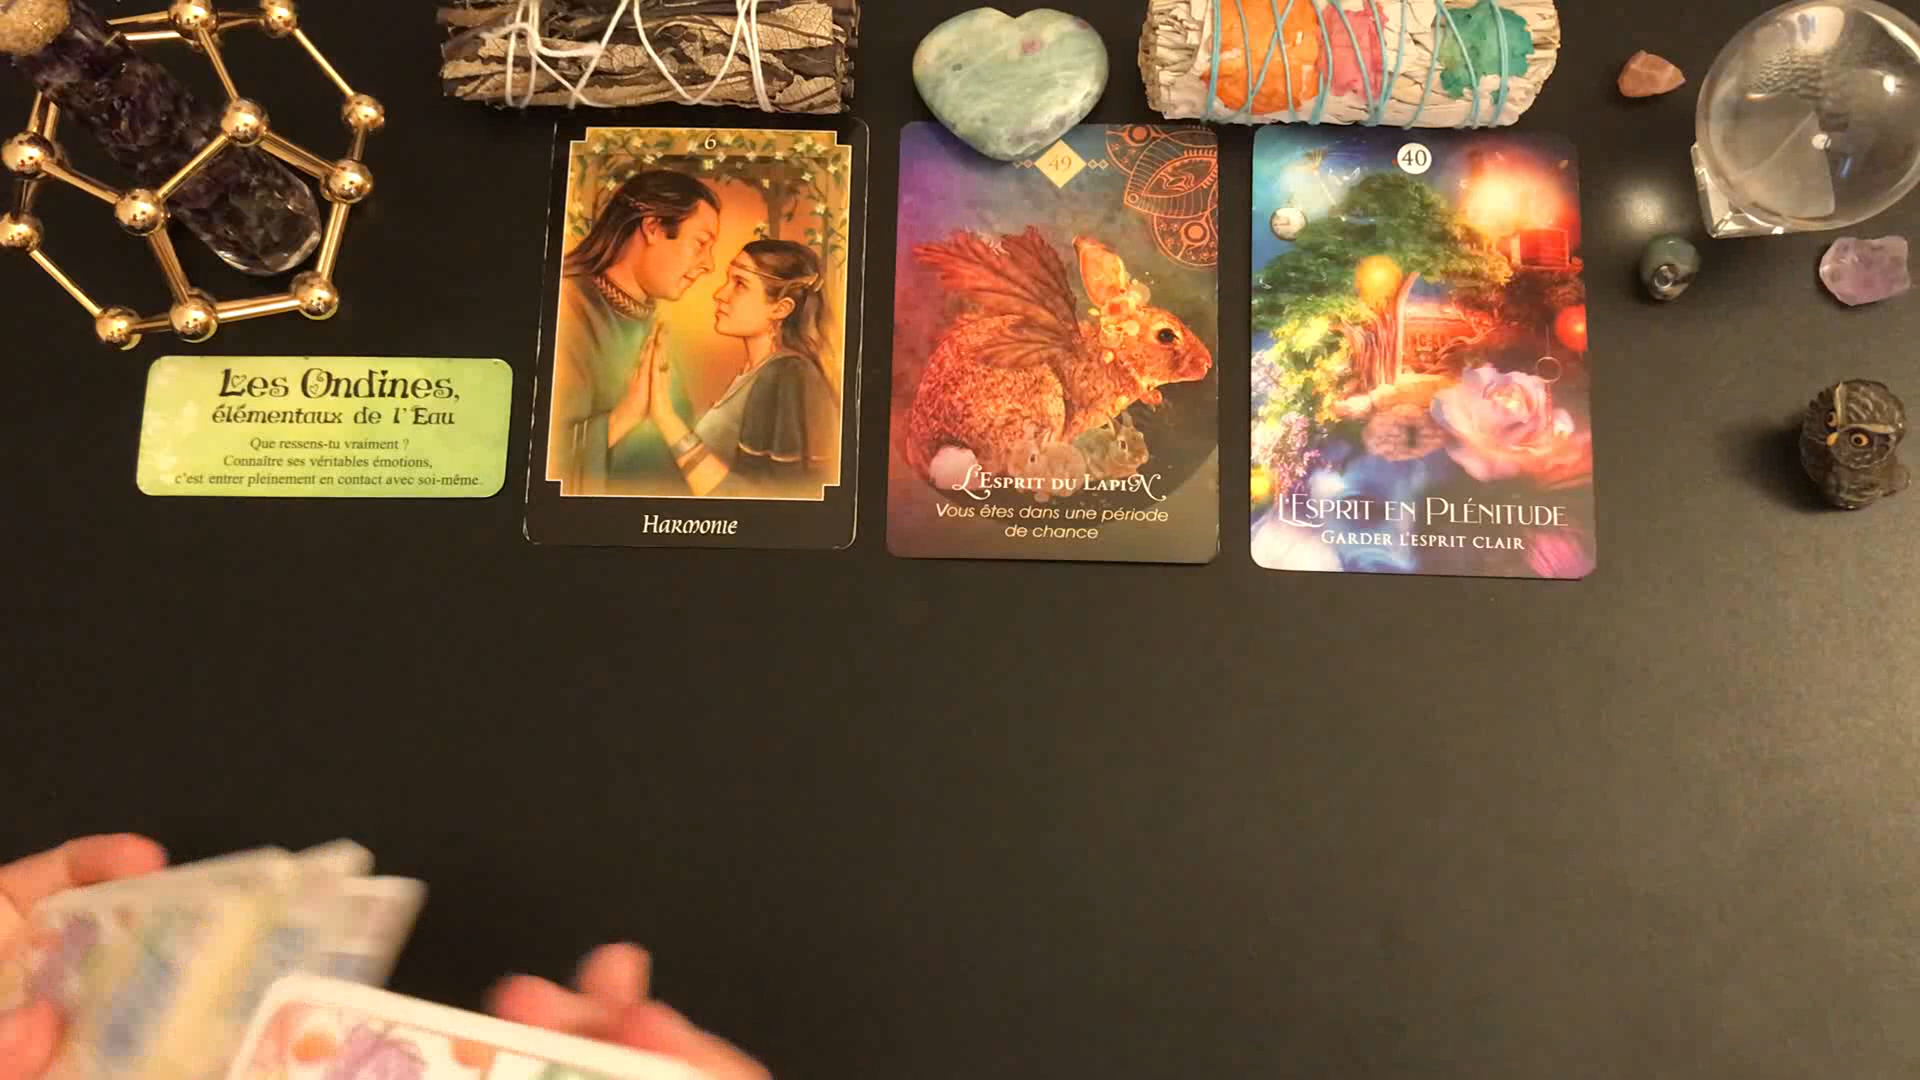 Les Ondines,
élémentaux de l'Eau
Que ressens-tu vraiment ?
Connaître ses véritables émotions,
c'est entrer pleinement en contact avec soi-même.
6
Harmonie
49
L'Esprit du Lapin
Vous êtes dans une période
de chance
40
L'Esprit en Plénitude
Garder l'esprit clair